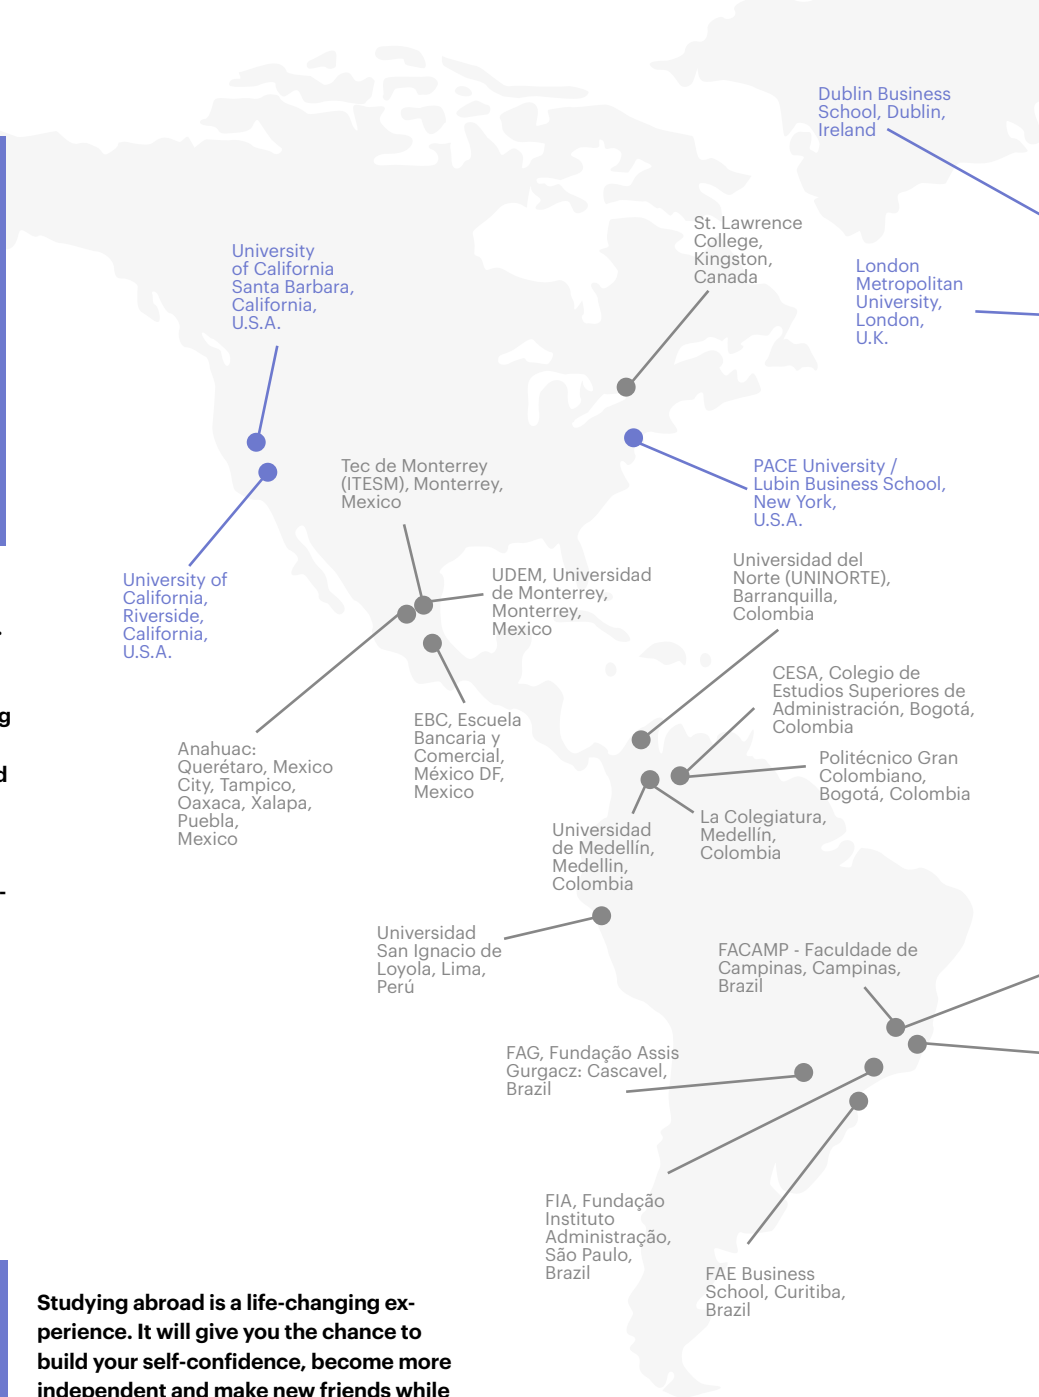 Dublin Business
School, Dublin,
Ireland
St. Lawrence
College,
Kingston,
Canada
University
of California
Santa Barbara,
California,
U.S.A.
London
Metropolitan
University,
London,
U.K.
Tec de Monterrey
(ITESM), Monterrey,
Mexico
PACE University /
Lubin Business School,
New York,
U.S.A.
University of
California,
Riverside,
California,
U.S.A.
UDEM, Universidad
de Monterrey,
Monterrey,
Mexico
Universidad del
Norte (UNINORTE),
Barranquilla,
Colombia
CESA, Colegio de
Estudios Superiores de
Administración, Bogotá,
Colombia
Anahuac:
Querétaro, Mexico
City, Tampico,
Oaxaca, Xalapa,
Puebla,
Mexico
EBC, Escuela
Bancaria y
Comercial,
México DF,
Mexico
Politécnico Gran
Colombiano,
Bogotá, Colombia
La Colegiatura,
Medellín,
Colombia
Universidad
de Medellín,
Medellin,
Colombia
Universidad
San Ignacio de
Loyola, Lima,
Perú
FACAMP - Faculdade de
Campinas, Campinas,
Brazil
FAG, Fundação Assis
Gurgacz: Cascavel,
Brazil
FIA, Fundação
Instituto
Administração,
São Paulo,
Brazil
FAE Business
School, Curitiba,
Brazil
Studying abroad is a life-changing ex-
perience. It will give you the chance to
build your self-confidence, become more
independent and make new friends while